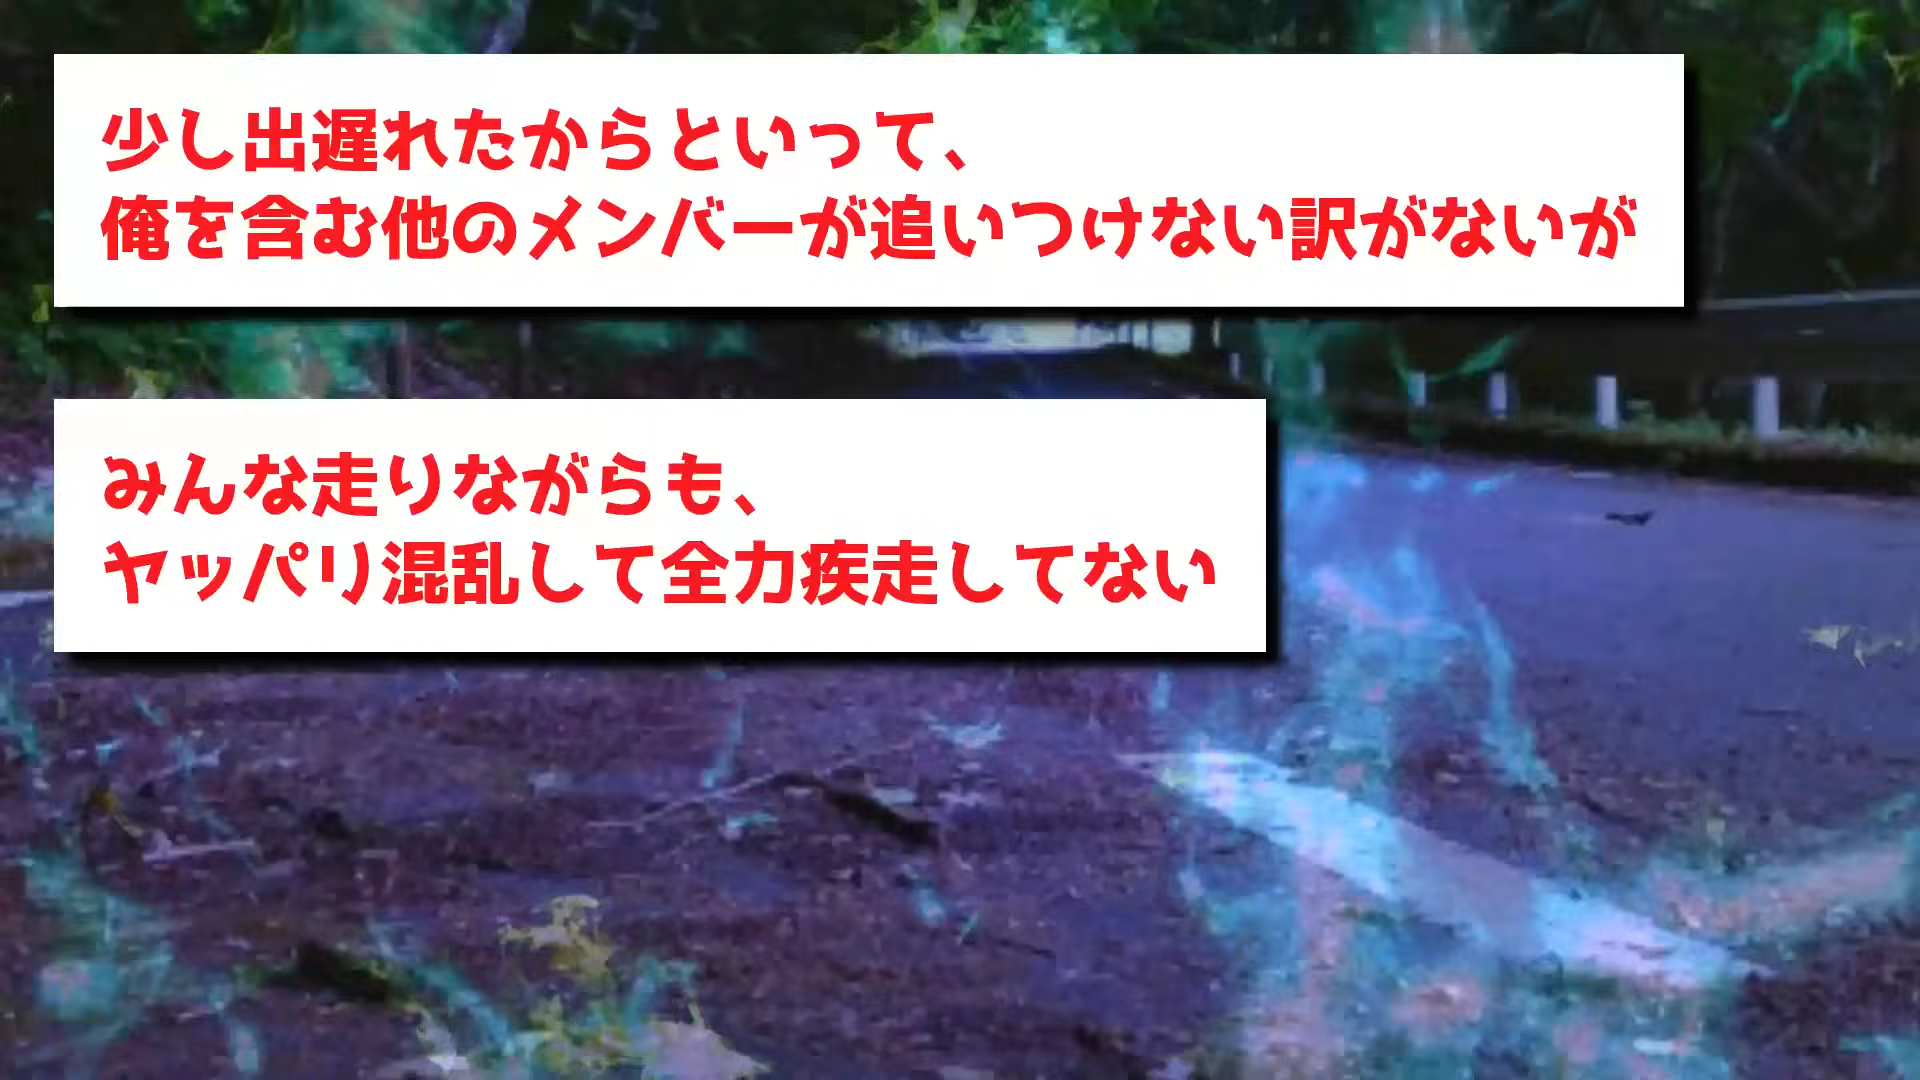 少し出遅れたからといって、
俺を含む他のメンバーが追いつけない訳がないが
みんな走りながらも、
ヤッパリ混乱して全力疾走してない